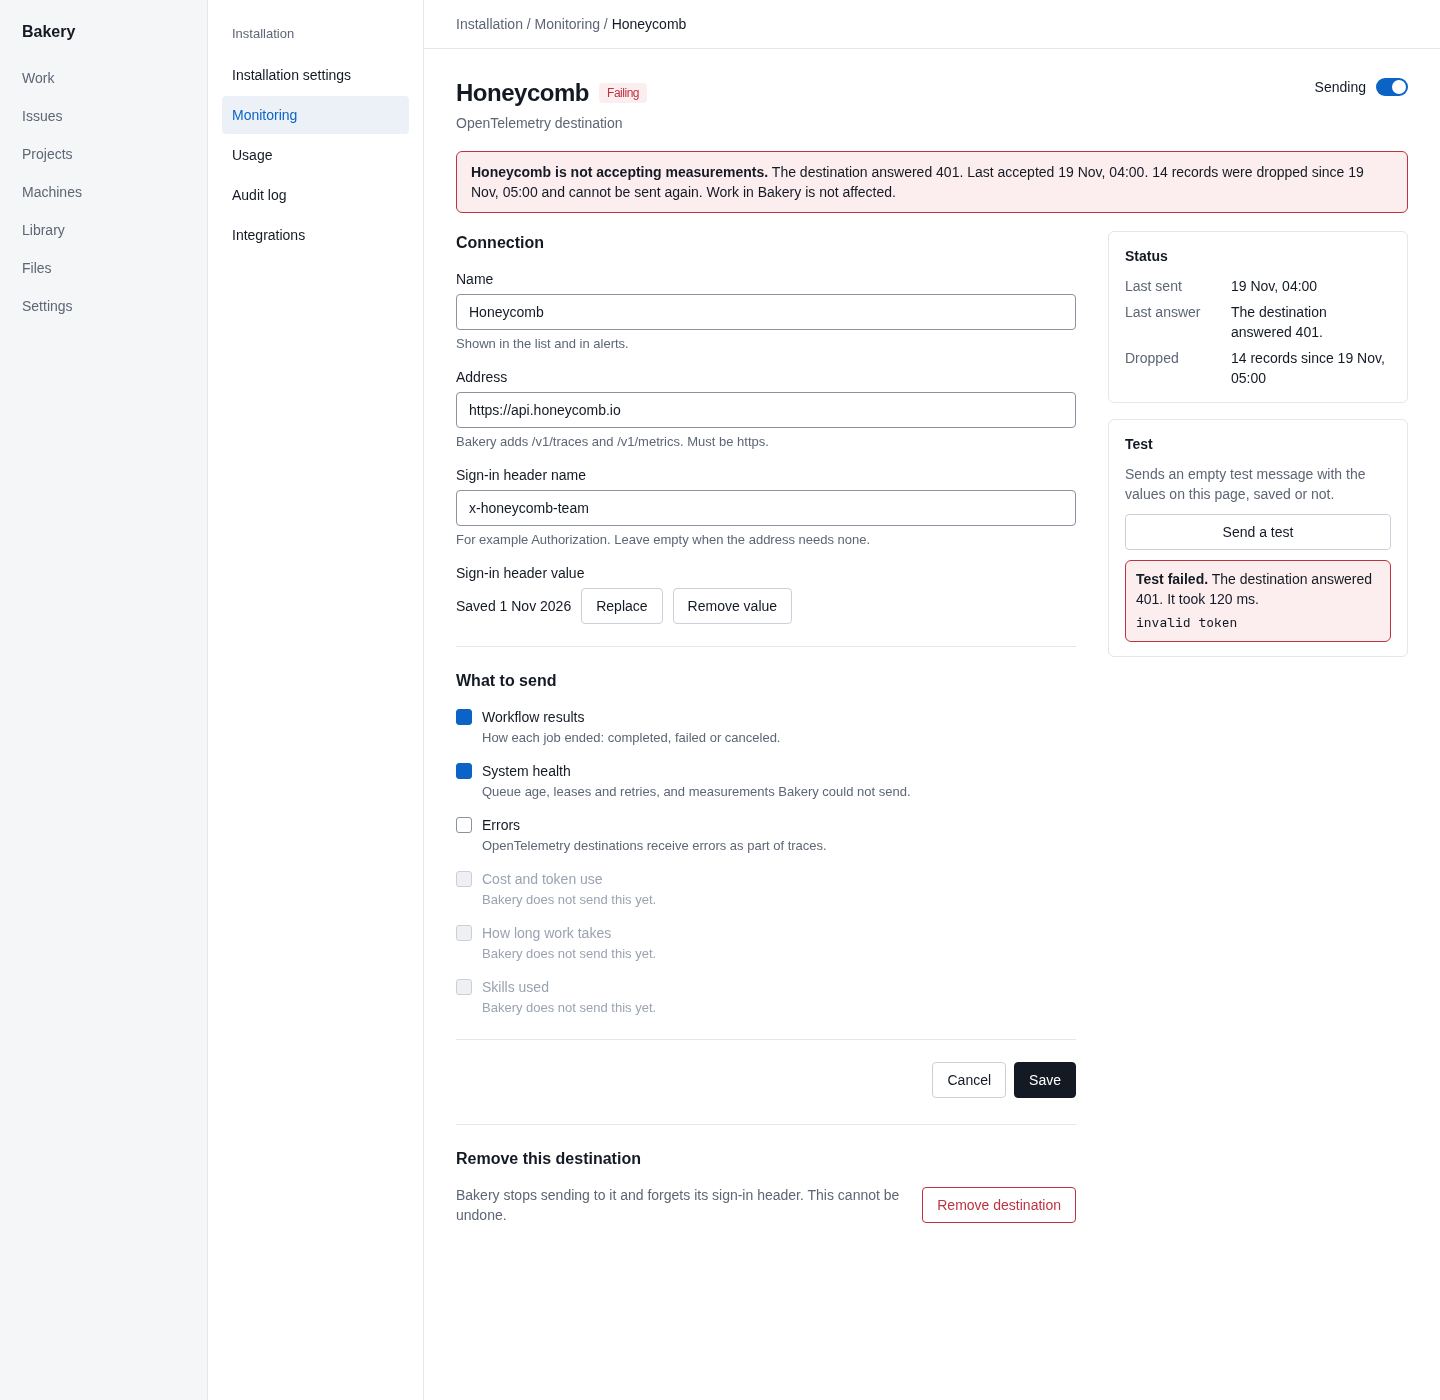 Bakery
Work
Issues
Projects
Machines
Library
Files
Settings
Installation
Installation settings
Monitoring
Usage
Audit log
Integrations
Installation / Monitoring / Honeycomb
Honeycomb Failing
Sending
OpenTelemetry destination
Honeycomb is not accepting measurements. The destination answered 401. Last accepted 19 Nov, 04:00. 14 records were dropped since 19
Nov, 05:00 and cannot be sent again. Work in Bakery is not affected.
Connection
Name
Honeycomb
Shown in the list and in alerts.
Address
https://api.honeycomb.io
Bakery adds /v1/traces and /v1/metrics. Must be https.
Sign-in header name
x-honeycomb-team
For example Authorization. Leave empty when the address needs none.
Sign-in header value
Saved 1 Nov 2026 Replace Remove value
What to send
Workflow results
How each job ended: completed, failed or canceled.
System health
Queue age, leases and retries, and measurements Bakery could not send.
Errors
OpenTelemetry destinations receive errors as part of traces.
Cost and token use
Bakery does not send this yet.
How long work takes
Bakery does not send this yet.
Skills used
Bakery does not send this yet.
Cancel Save
Remove this destination
Bakery stops sending to it and forgets its sign-in header. This cannot be
undone.
Remove destination
Status
Last sent 19 Nov, 04:00
Last answer The destination
answered 401.
Dropped 14 records since 19 Nov,
05:00
Test
Sends an empty test message with the
values on this page, saved or not.
Send a test
Test failed. The destination answered
401. It took 120 ms.
invalid token